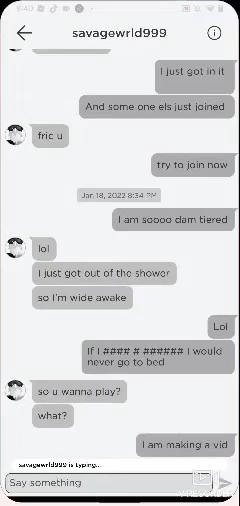 9:40
savagewrld999
I just got in it
And some one els just joined
fric u
try to join now
Jan 18, 2022 8:34 PM
I am soooo dam tiered
lol
I just got out of the shower
so I'm wide awake
Lol
If I #### # ###### I would
never go to bed
so u wanna play?
what?
I am making a vid
savagewrld999 is typing...
Say something